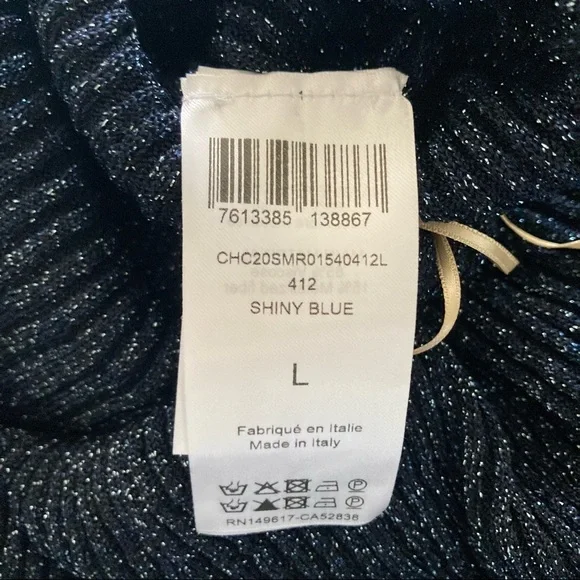 7613385 138867
CHC20SMR01540412L
412
SHINY BLUE
L
Fabriqué en Italie
Made in Italy
RN149617-CA52838